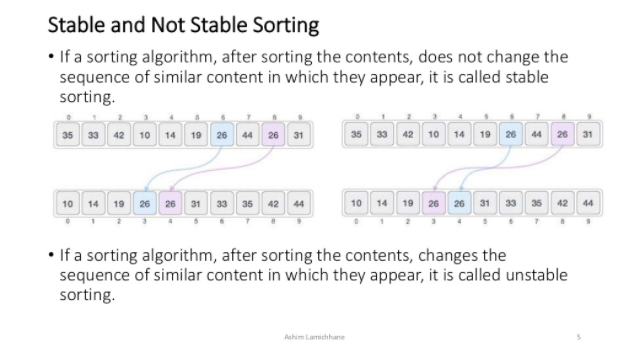 Stable and Not Stable Sorting
• If a sorting algorithm, after sorting the contents, does not change the
sequence of similar content in which they appear, it is called stable
sorting.
0 1 2 3 4 5 6 7 8 9
35 33 42 10 14 19 26 44 26 31
10 14 19 26 26 31 33 35 42 44
0 1 2 3 4 5 6 7 8 9
0 1 2 3 4 5 6 7 8 9
35 33 42 10 14 19 26 44 26 31
10 14 19 26 26 31 33 35 42 44
0 1 2 3 4 5 6 7 8 9
• If a sorting algorithm, after sorting the contents, changes the
sequence of similar content in which they appear, it is called unstable
sorting.
Ashim Lamichhane
5